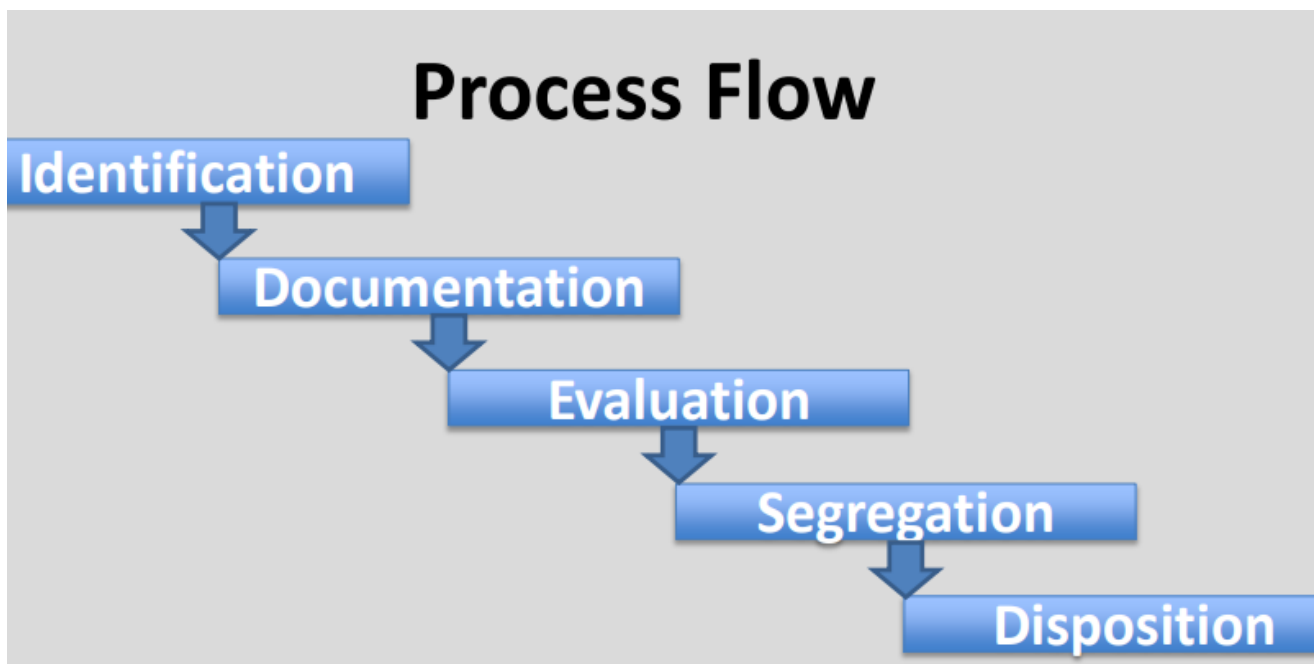 Process Flow
Identification
Documentation
Evaluation
Segregation
Disposition